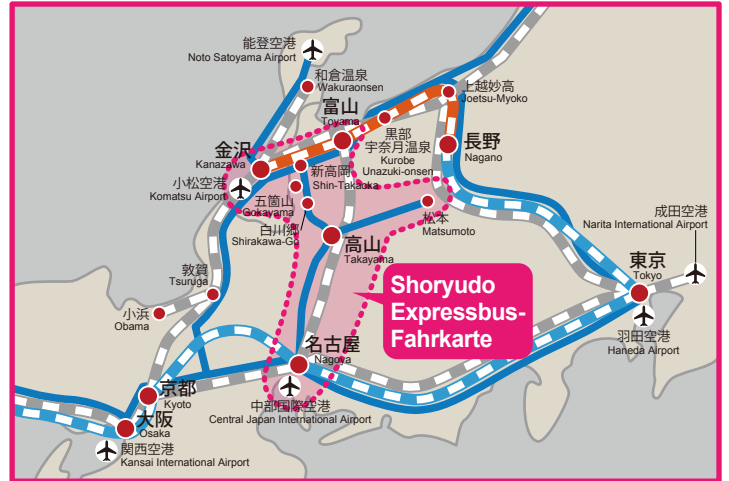 能登空港
Noto Satoyama Airport
和倉温泉
Wakuraonsen
富山
Toyama
上越妙高
Joetsu-Myoko
金沢
Kanazawa
黒部
宇奈月温泉
Kurobe
Unazuki-onsen
長野
Nagano
小松空港
Komatsu Airport
新高岡
Shin-Takaoka
五箇山
Gokayama
白川郷
Shirakawa-Go
松本
Matsumoto
高山
Takayama
成田空港
Narita International Airport
敦賀
Tsuruga
東京
Tokyo
小浜
Obama
Shoryudo
Expressbus-
Fahrkarte
羽田空港
Haneda Airport
名古屋
Nagoya
京都
Kyoto
中部国際空港
Central Japan International Airport
大阪
Osaka
関西空港
Kansai International Airport